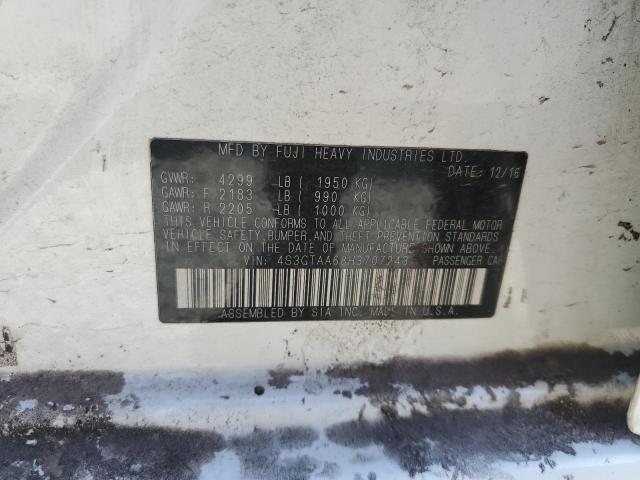 MFD BY FUJI HEAVY INDUSTRIES LTD.
DATE: 12/16
GVWR: 4299 LB ( 1950 KG)
GAWR: F 2183 LB ( 990 KG)
GAWR: R 2205 LB ( 1000 KG)
THIS VEHICLE CONFORMS TO ALL APPLICABLE FEDERAL MOTOR
VEHICLE SAFETY, BUMPER, AND THEFT PREVENTION STANDARDS
IN EFFECT ON THE DATE OF MANUFACTURE SHOWN ABOVE.
VIN: 4S3GTAA68H3707243 PASSENGER CAR
ASSEMBLED BY SIA INC. MADE IN U.S.A.